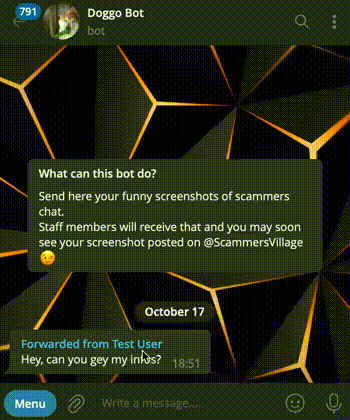 791
Doggo Bot
bot
What can this bot do?
Send here your funny screenshots of scammers
chat.
Staff members will receive that and you may soon
see your screenshot posted on @ScammersVillage
😉
October 17
Forwarded from Test User
Hey, can you gey my infos?
18:51
Menu
Write a message...